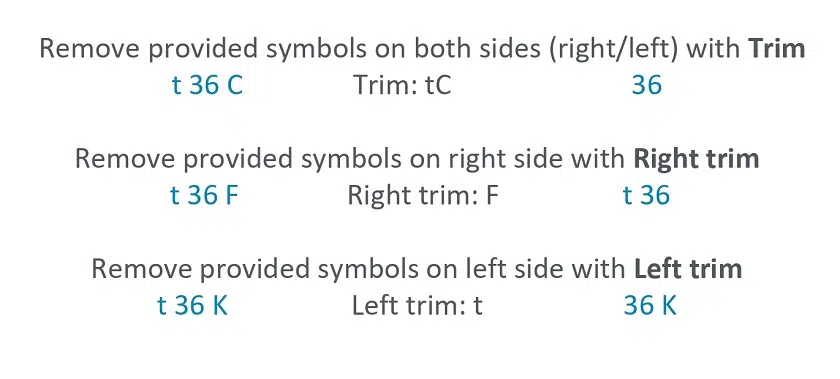 Remove provided symbols on both sides (right/left) with Trim
t 36 C Trim: tC 36
Remove provided symbols on right side with Right trim
t 36 F Right trim: F t 36
Remove provided symbols on left side with Left trim
t 36 K Left trim: t 36 K